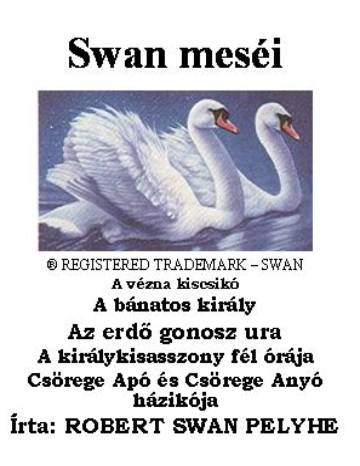 Swan meséi
® REGISTERED TRADEMARK – SWAN
A vézna kiscsikó
A bánatos király
Az erdő gonosz ura
A királykisasszony fél órája
Csörege Apó és Csörege Anyó
házikója
Írta: ROBERT SWAN PELYHE